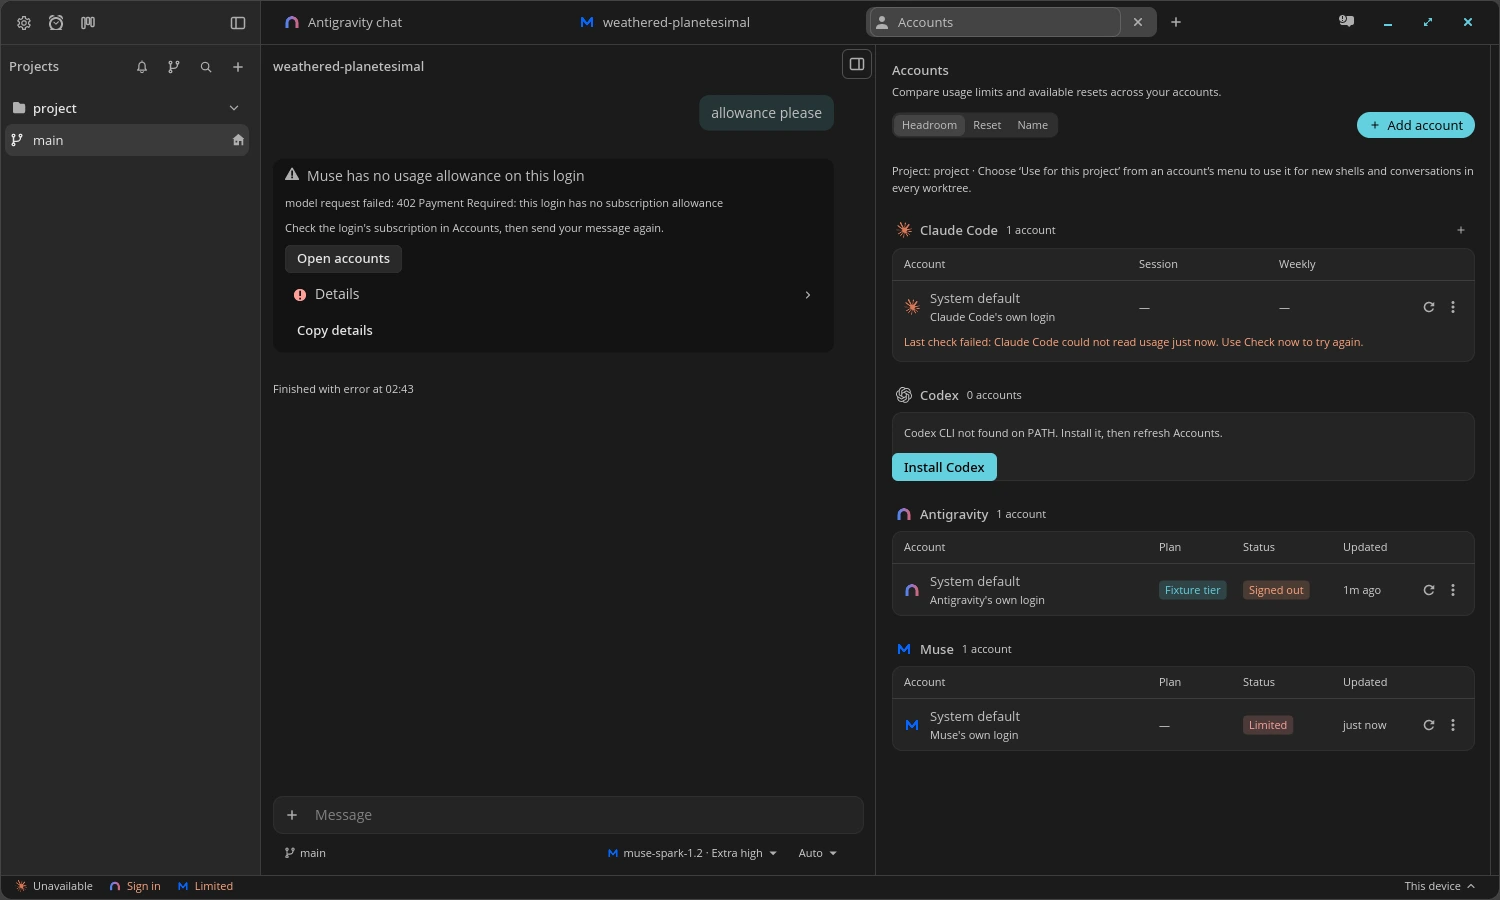 Antigravity chat
weathered-planetesimal
Accounts
Projects
project
main
weathered-planetesimal
allowance please
Muse has no usage allowance on this login
model request failed: 402 Payment Required: this login has no subscription allowance
Check the login's subscription in Accounts, then send your message again.
Open accounts
Details
Copy details
Finished with error at 02:43
Message
main
muse-spark-1.2 · Extra high
Auto
Accounts
Compare usage limits and available resets across your accounts.
Headroom Reset Name
+ Add account
Project: project · Choose ‘Use for this project’ from an account’s menu to use it for new shells and conversations in
every worktree.
Claude Code 1 account
Account Session Weekly
System default
Claude Code's own login
— —
Last check failed: Claude Code could not read usage just now. Use Check now to try again.
Codex 0 accounts
Codex CLI not found on PATH. Install it, then refresh Accounts.
Install Codex
Antigravity 1 account
Account Plan Status Updated
System default
Antigravity's own login
Fixture tier Signed out 1m ago
Muse 1 account
Account Plan Status Updated
System default
Muse's own login
— Limited just now
Unavailable Sign in Limited
This device